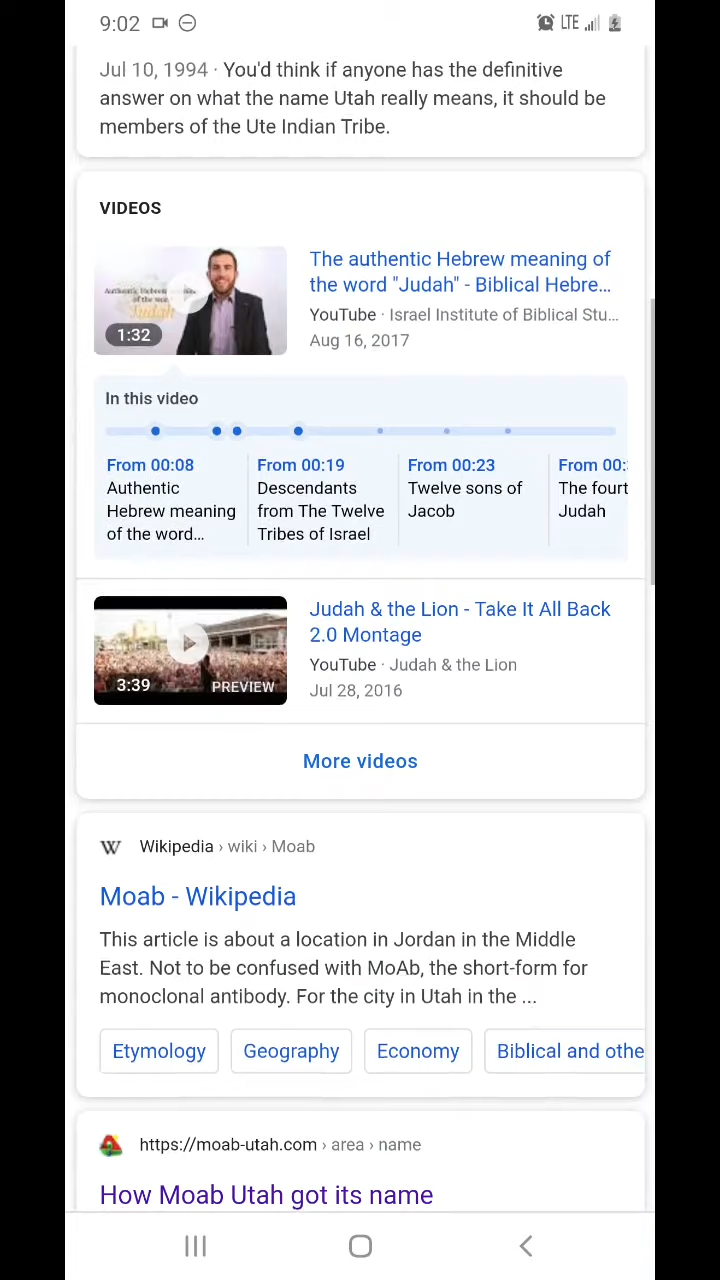 9:02
LTE
Jul 10, 1994 · You'd think if anyone has the definitive
answer on what the name Utah really means, it should be
members of the Ute Indian Tribe.
VIDEOS
Authentic Hebrew
of the wor
Judah
1:32
The authentic Hebrew meaning of
the word "Judah" - Biblical Hebre...
YouTube · Israel Institute of Biblical Stu...
Aug 16, 2017
In this video
From 00:08
Authentic
Hebrew meaning
of the word...
From 00:19
Descendants
from The Twelve
Tribes of Israel
From 00:23
Twelve sons of
Jacob
From 00:
The fourt
Judah
3:39
PREVIEW
Judah & the Lion - Take It All Back
2.0 Montage
YouTube · Judah & the Lion
Jul 28, 2016
More videos
W
Wikipedia › wiki › Moab
Moab - Wikipedia
This article is about a location in Jordan in the Middle
East. Not to be confused with MoAb, the short-form for
monoclonal antibody. For the city in Utah in the ...
Etymology
Geography
Economy
Biblical and othe
https://moab-utah.com › area › name
How Moab Utah got its name